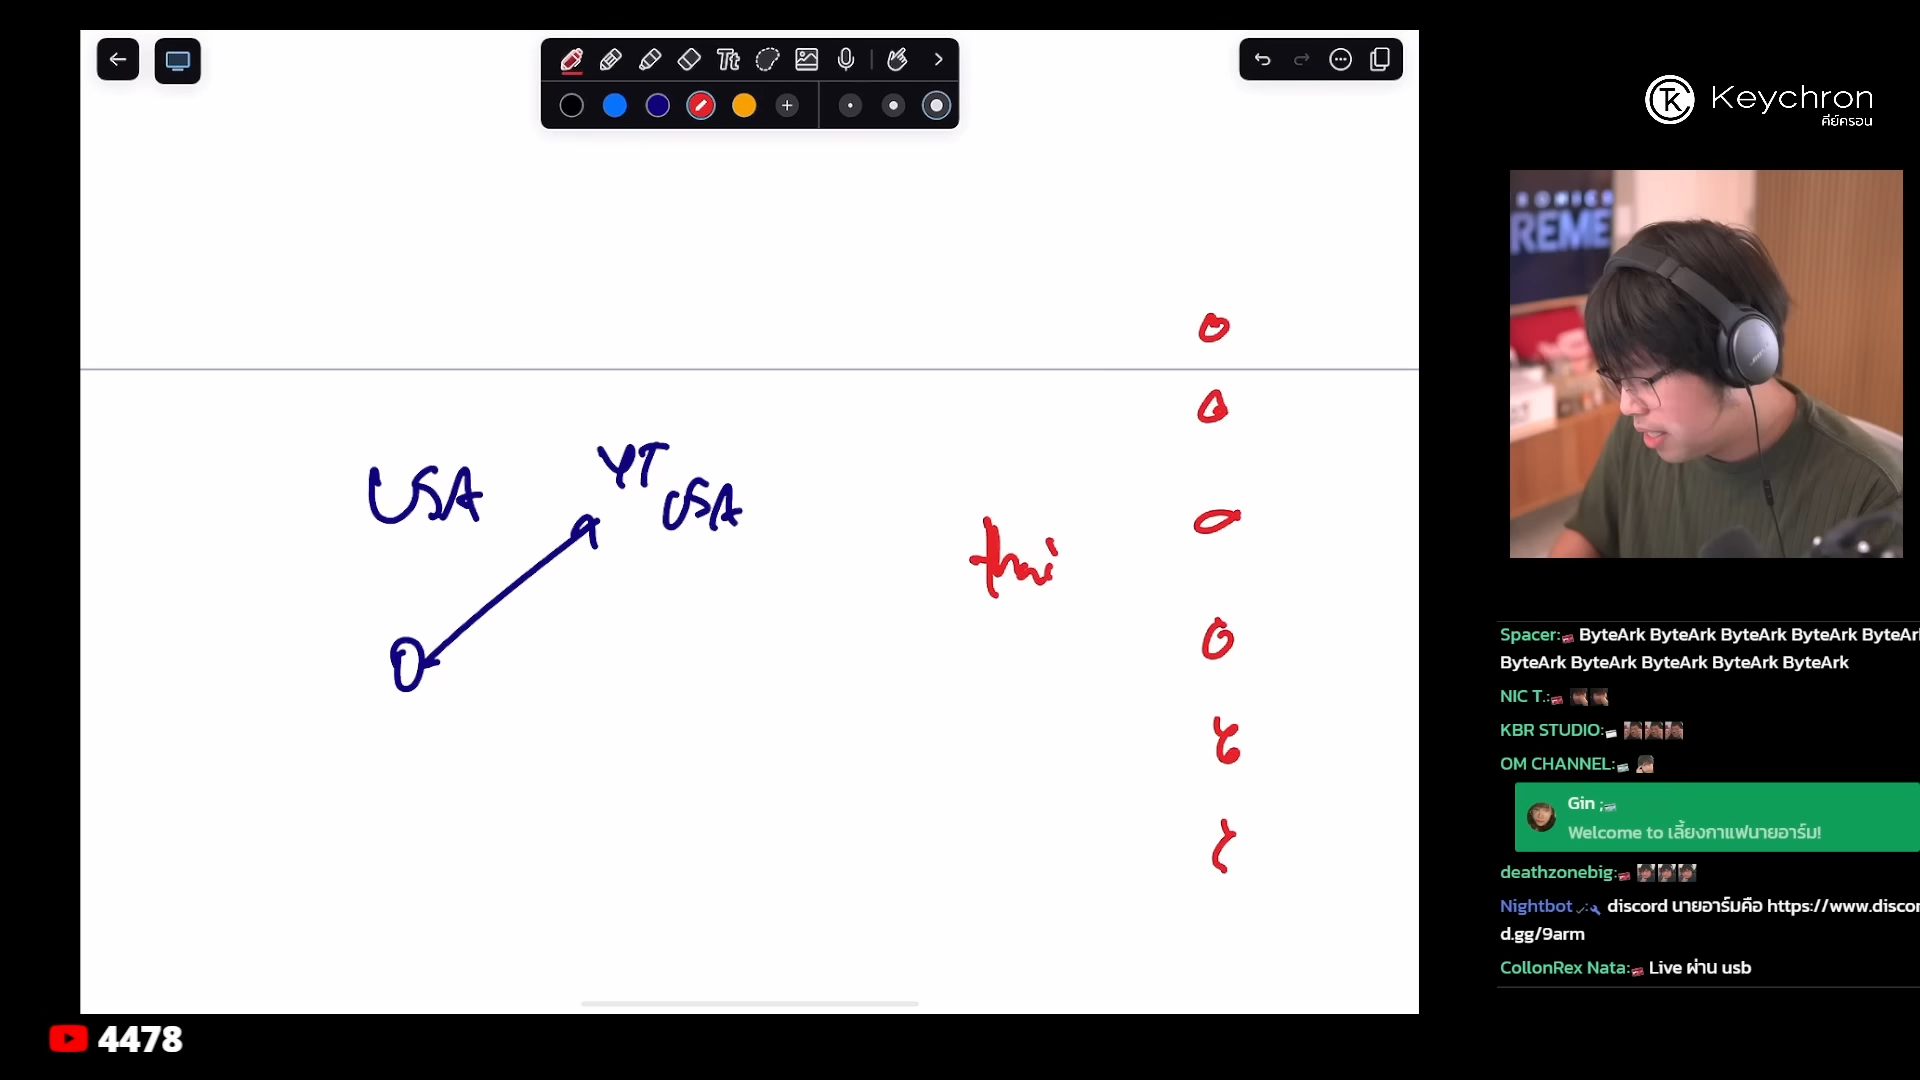 Tt
TK Keychron
คีย์ครอน
REME
USA
YT
USA
thai
Spacer: ByteArk ByteArk ByteArk ByteArk ByteAr
ByteArk ByteArk ByteArk ByteArk ByteArk
NIC T.:
KBR STUDIO:
OM CHANNEL:
Gin ;
Welcome to เลี้ยงกาแฟนายอาร์ม!
deathzonebig:
Nightbot : discord นายอาร์มคือ https://www.discor
d.gg/9arm
CollonRex Nata: Live ผ่าน usb
4478